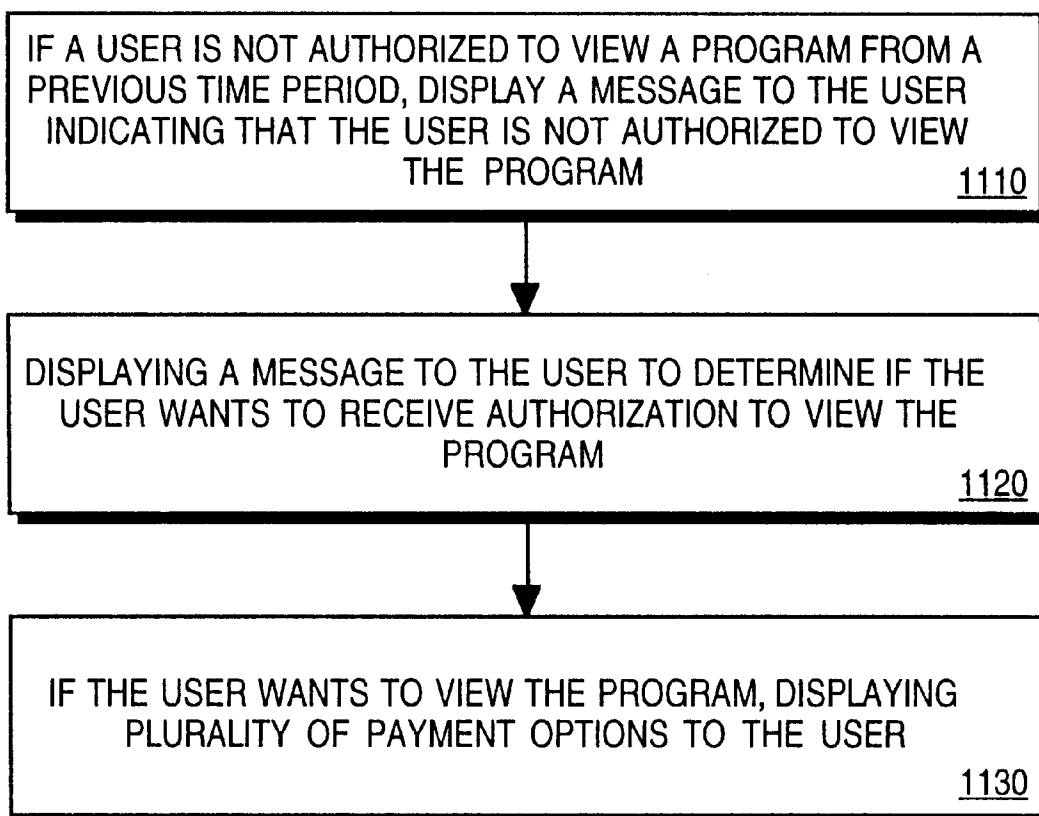 IF A USER IS NOT AUTHORIZED TO VIEW A PROGRAM FROM A
PREVIOUS TIME PERIOD, DISPLAY A MESSAGE TO THE USER
INDICATING THAT THE USER IS NOT AUTHORIZED TO VIEW
THE PROGRAM
1110
DISPLAYING A MESSAGE TO THE USER TO DETERMINE IF THE
USER WANTS TO RECEIVE AUTHORIZATION TO VIEW THE
PROGRAM
1120
IF THE USER WANTS TO VIEW THE PROGRAM, DISPLAYING
PLURALITY OF PAYMENT OPTIONS TO THE USER
1130